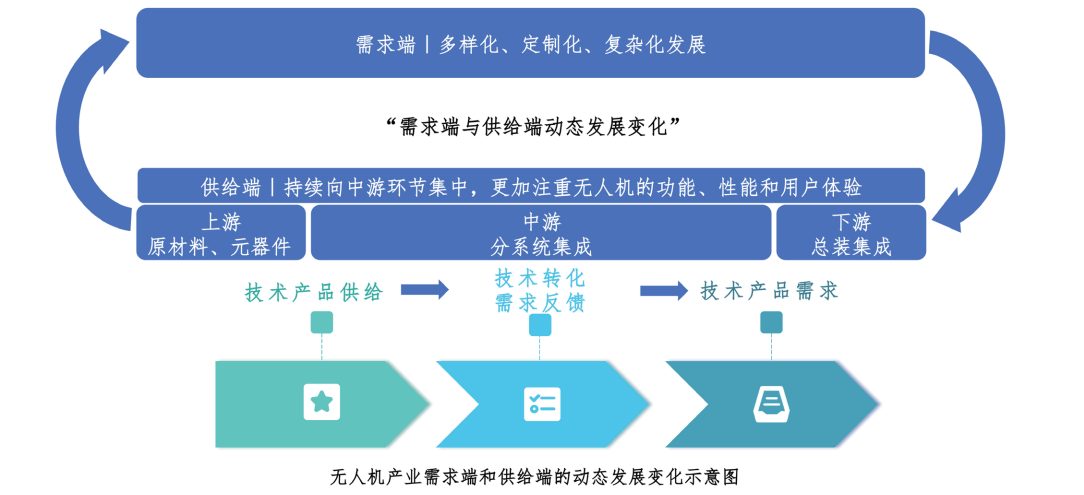 需求端丨多样化、定制化、复杂化发展
“需求端与供给端动态发展变化”
供给端丨持续向中游环节集中，更加注重无人机的功能、性能和用户体验
上游
原材料、元器件
中游
分系统集成
下游
总装集成
技术产品供给
技术转化
需求反馈
技术产品需求
无人机产业需求端和供给端的动态发展变化示意图